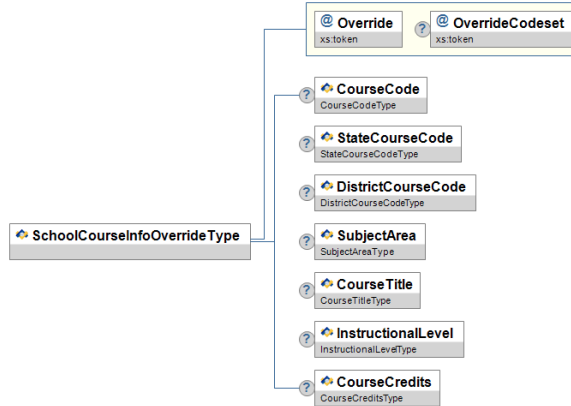 @ Override
xs:token
? @ OverrideCodeset
xs:token
? CourseCode
CourseCodeType
? StateCourseCode
StateCourseCodeType
? DistrictCourseCode
DistrictCourseCodeType
SchoolCourseInfoOverrideType
? SubjectArea
SubjectAreaType
? CourseTitle
CourseTitleType
? InstructionalLevel
InstructionalLevelType
? CourseCredits
CourseCreditsType